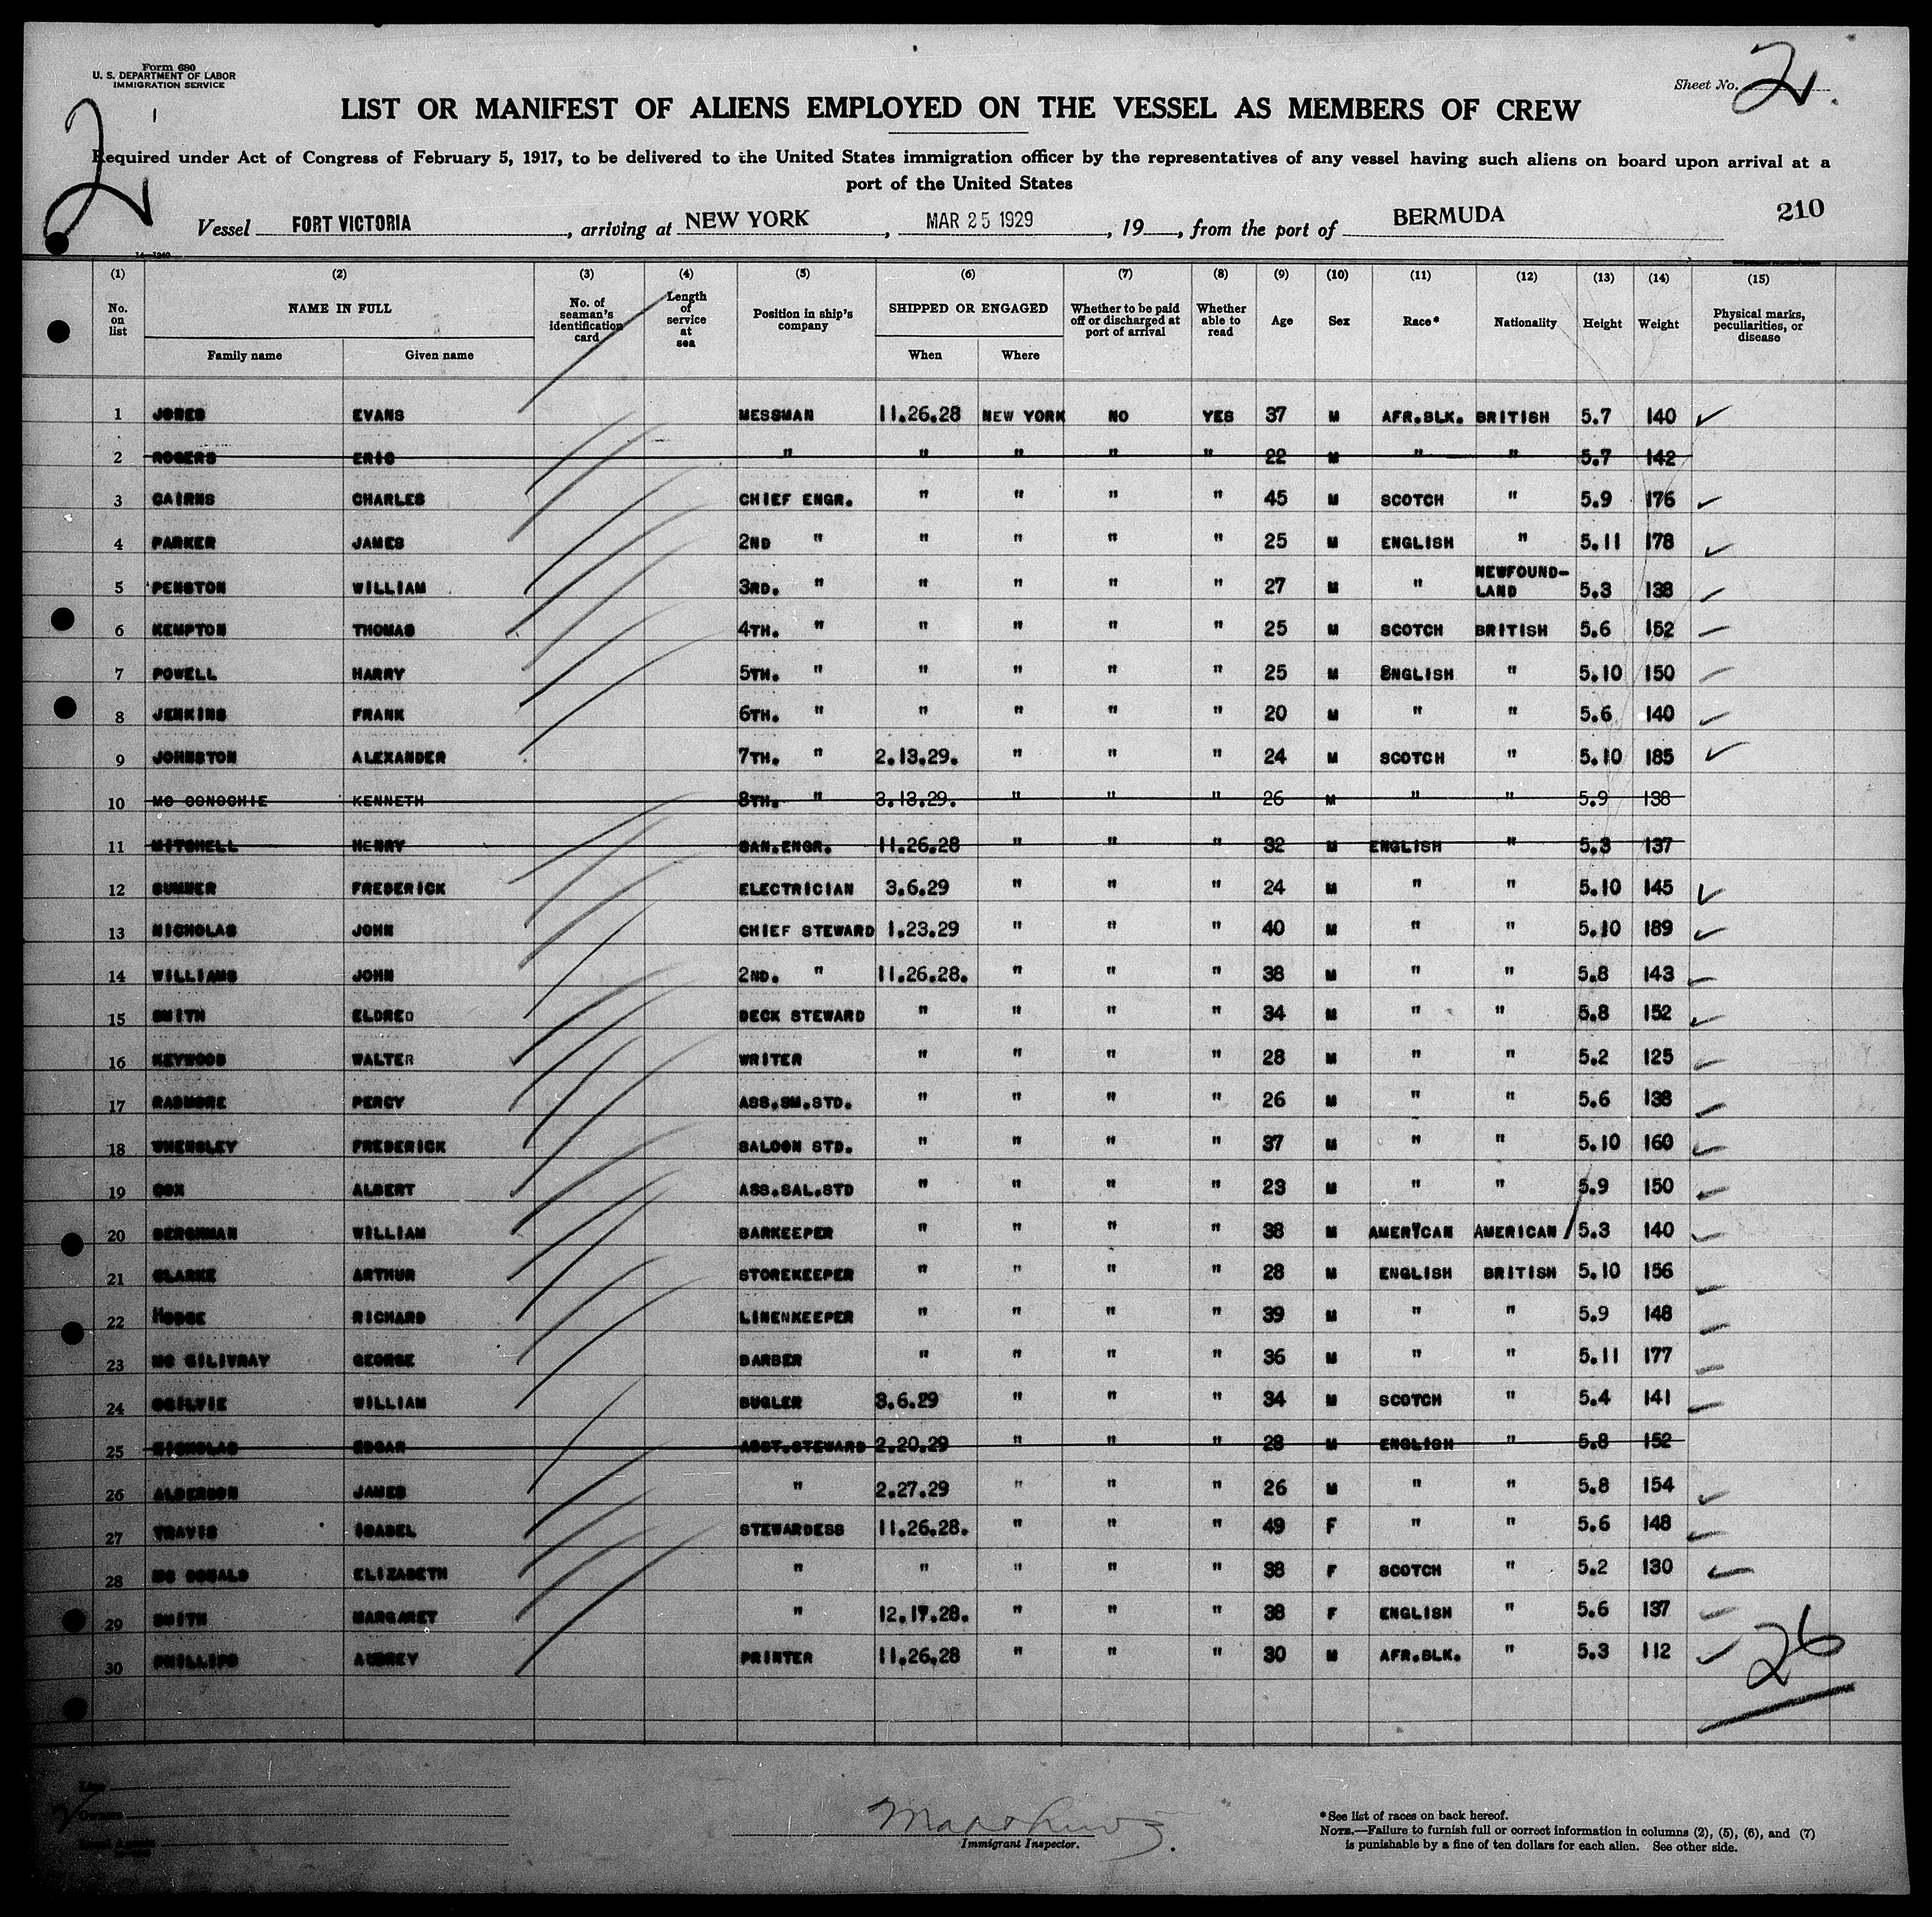 Form 680
U. S. DEPARTMENT OF LABOR
IMMIGRATION SERVICE
Sheet No. 2
2
LIST OR MANIFEST OF ALIENS EMPLOYED ON THE VESSEL AS MEMBERS OF CREW
Required under Act of Congress of February 5, 1917, to be delivered to the United States immigration officer by the representatives of any vessel having such aliens on board upon arrival at a
port of the United States
Vessel FORT VICTORIA, arriving at NEW YORK, MAR 25 1929, 19, from the port of BERMUDA 210
(1) (2) (3) (4) (5) (6) (7) (8) (9) (10) (11) (12) (13) (14) (15)
No. on list NAME IN FULL No. of seaman's identification card Length of service at sea Position in ship's company SHIPPED OR ENGAGED Whether to be paid off or discharged at port of arrival Whether able to read Age Sex Race* Nationality Height Weight Physical marks, peculiarities, or disease
Family name Given name When Where
1 JONES EVANS MESSMAN 11.26.28 NEW YORK NO YES 37 M AFR.BLK. BRITISH 5.7 140
2 ROGERS ERIC " " " " " 22 M " " 5.7 142
3 CAIRNS CHARLES CHIEF ENGR. " " " " 45 M SCOTCH " 5.9 176
4 PARKER JAMES 2ND " " " " " 25 M ENGLISH " 5.11 178
5 PENSTON WILLIAM 3RD. " " " " " 27 M " NEWFOUND-LAND 5.3 138
6 KEMPTON THOMAS 4TH. " " " " " 25 M SCOTCH BRITISH 5.6 152
7 POWELL HARRY 5TH. " " " " " 25 M ENGLISH " 5.10 150
8 JENKINS FRANK 6TH. " " " " " 20 M " " 5.6 140
9 JOHNSTON ALEXANDER 7TH. " 2.13.29. " " " 24 M SCOTCH " 5.10 185
10 MC CONOCHIE KENNETH 8TH. " 3.13.29. " " " 26 M " " 5.9 138
11 MITCHELL HENRY SAN.ENGR. 11.26.28 " " " 32 M ENGLISH " 5.3 137
12 SUMNER FREDERICK ELECTRICIAN 3.6.29 " " " 24 M " " 5.10 145
13 NICHOLAS JOHN CHIEF STEWARD 1.23.29 " " " 40 M " " 5.10 189
14 WILLIAMS JOHN 2ND. " 11.26.28. " " " 38 M " " 5.8 143
15 SMITH ELDRED DECK STEWARD " " " " 34 M " " 5.8 152
16 KEYWOOD WALTER WRITER " " " " 28 M " " 5.2 125
17 RADMORE PERCY ASS.SM.STD. " " " " 26 M " " 5.6 138
18 WHENSLEY FREDERICK SALOON STD. " " " " 37 M " " 5.10 160
19 COX ALBERT ASS.SAL.STD " " " " 23 M " " 5.9 150
20 BERGHMAN WILLIAM BARKEEPER " " " " 38 M AMERICAN AMERICAN 5.3 140
21 CLARKE ARTHUR STOREKEEPER " " " " 28 M ENGLISH BRITISH 5.10 156
22 HODGE RICHARD LINENKEEPER " " " " 39 M " " 5.9 148
23 MC GILIVRAY GEORGE BARBER " " " " 36 M " " 5.11 177
24 OGILVIE WILLIAM BUGLER 3.6.29 " " " 34 M SCOTCH " 5.4 141
25 NICHOLAS EDGAR ASST.STEWARD 2.20.29 " " " 28 M ENGLISH " 5.8 152
26 ALDERSON JAMES " 2.27.29 " " " 26 M " " 5.8 154
27 TRAVIS ISABEL STEWARDESS 11.26.28. " " " 49 F " " 5.6 148
28 MC DONALD ELIZABETH " " " " " 38 F SCOTCH " 5.2 130
29 SMITH MARGARET " 12.17.28. " " " 38 F ENGLISH " 5.6 137
30 PHILLIPS AUBREY PRINTER 11.26.28 " " " 30 M AFR.BLK. " 5.3 112
26
Line
Owners
Local Agents
Immigrant Inspector.
*See list of races on back hereof.
NOTE.—Failure to furnish full or correct information in columns (2), (5), (6), and (7)
is punishable by a fine of ten dollars for each alien. See other side.